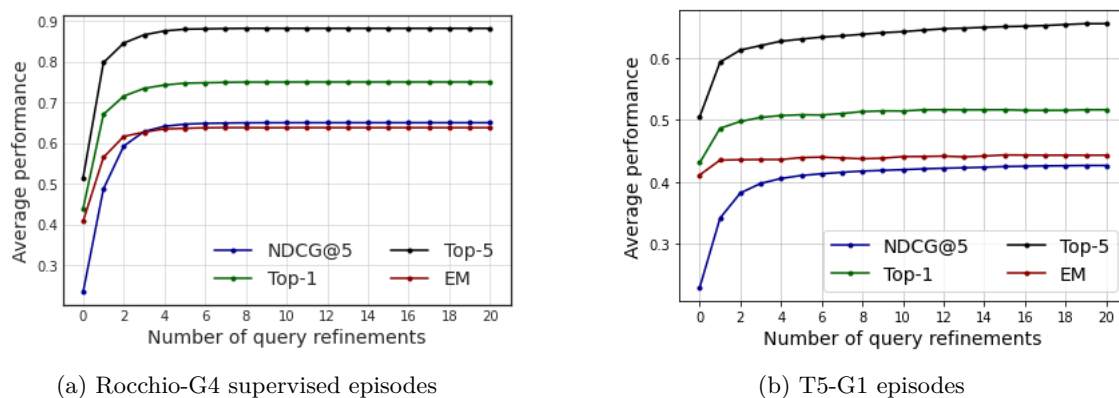 0.9
0.8
0.7
0.6
0.5
0.4
0.3
Average performance
0 2 4 6 8 10 12 14 16 18 20
Number of query refinements
NDCG@5
Top-1
Top-5
EM
(a) Rocchio-G4 supervised episodes
0.6
0.5
0.4
0.3
Average performance
0 2 4 6 8 10 12 14 16 18 20
Number of query refinements
NDCG@5
Top-1
Top-5
EM
(b) T5-G1 episodes